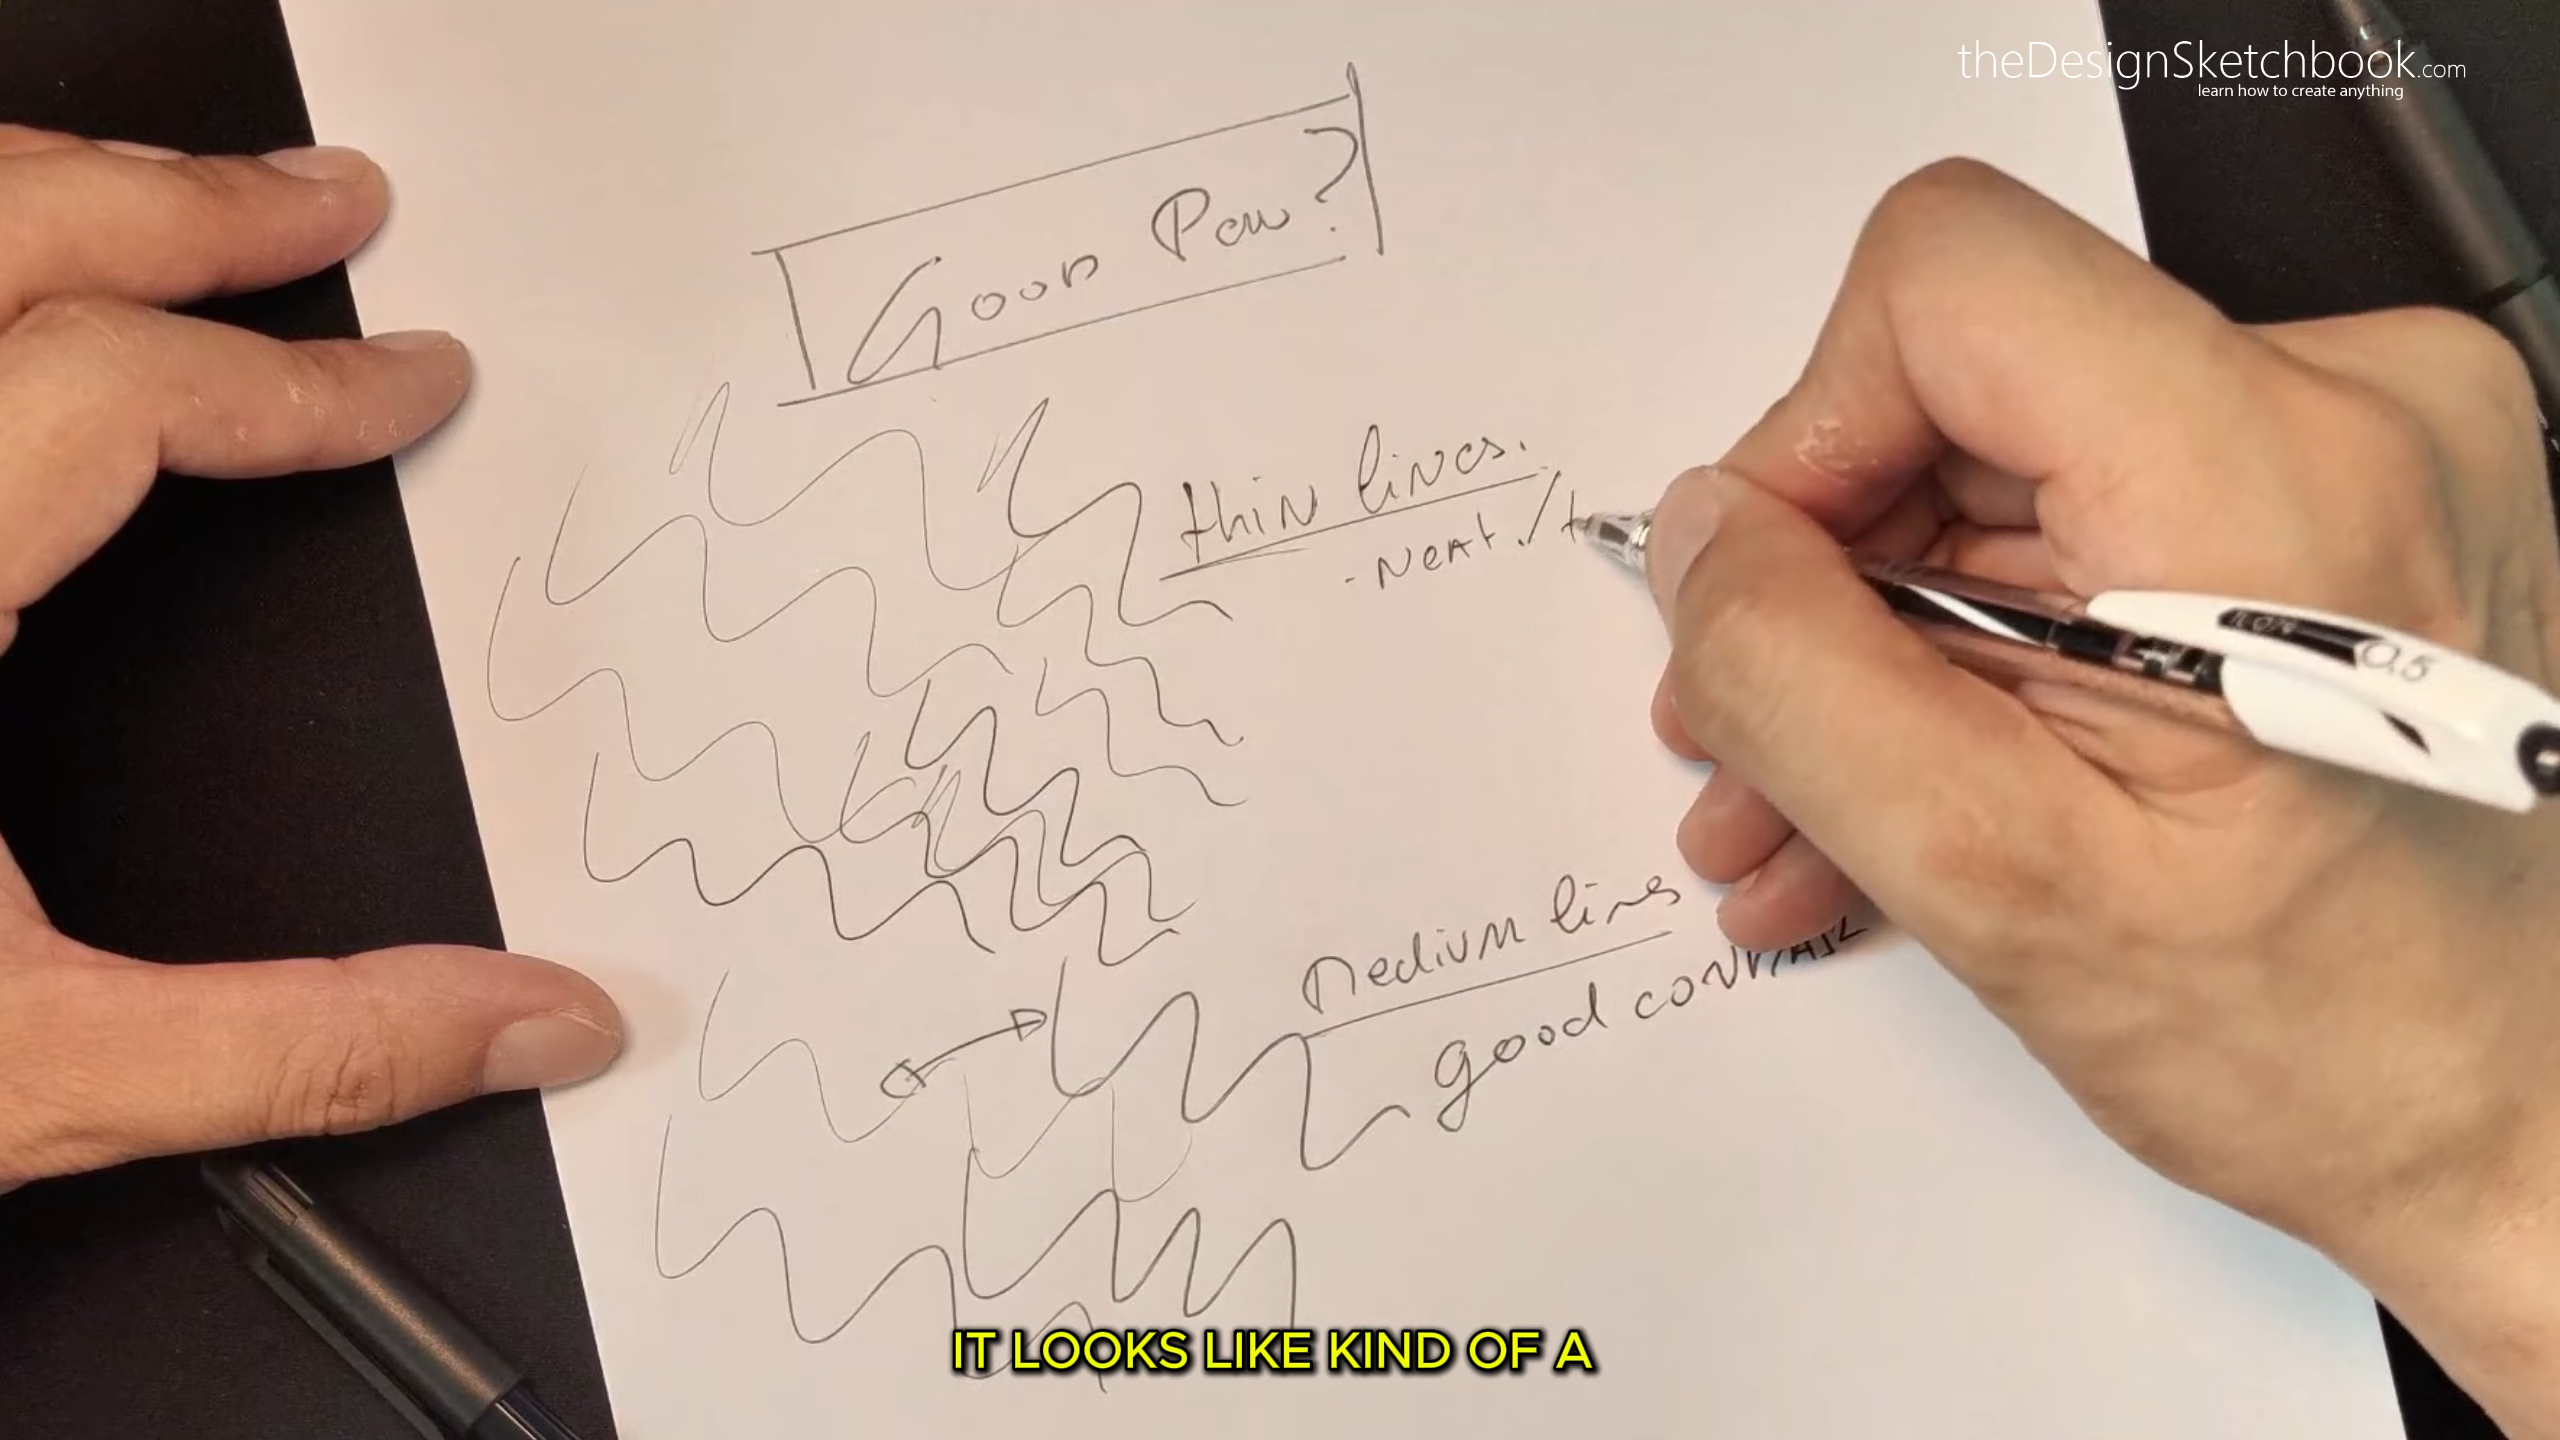 theDesignSketchbook.com
learn how to create anything
Good Pen?
thin lines.
- Neat. / t
0.5
Medium lines
good contrast
IT LOOKS LIKE KIND OF A